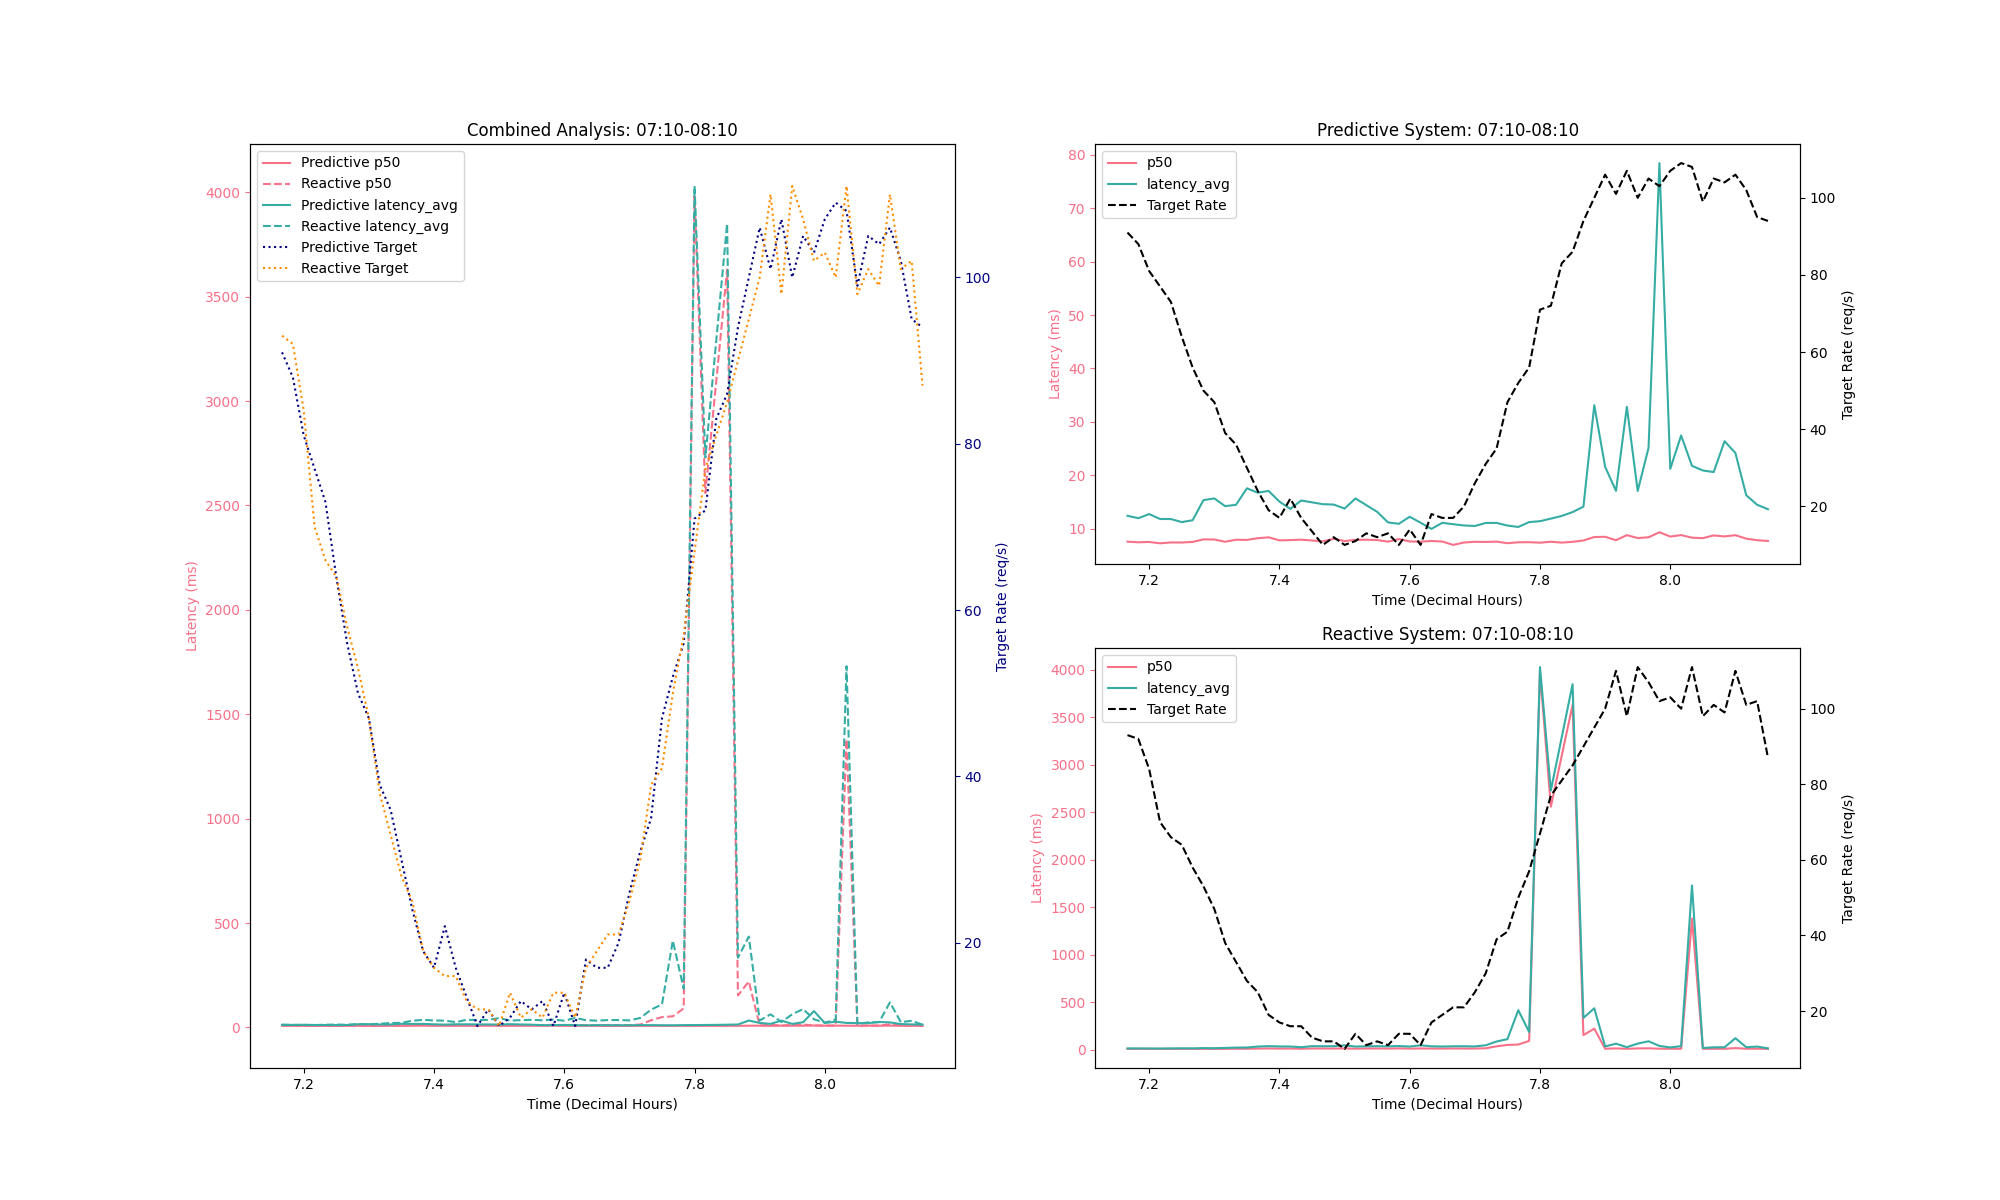 Combined Analysis: 07:10-08:10
Predictive p50
Reactive p50
Predictive latency_avg
Reactive latency_avg
Predictive Target
Reactive Target
4000
3500
3000
2500
2000
1500
1000
500
0
Latency (ms)
100
80
60
40
20
Target Rate (req/s)
7.2 7.4 7.6 7.8 8.0
Time (Decimal Hours)
Predictive System: 07:10-08:10
p50
latency_avg
Target Rate
80
70
60
50
40
30
20
10
Latency (ms)
100
80
60
40
20
Target Rate (req/s)
7.2 7.4 7.6 7.8 8.0
Time (Decimal Hours)
Reactive System: 07:10-08:10
p50
latency_avg
Target Rate
4000
3500
3000
2500
2000
1500
1000
500
0
Latency (ms)
100
80
60
40
20
Target Rate (req/s)
7.2 7.4 7.6 7.8 8.0
Time (Decimal Hours)